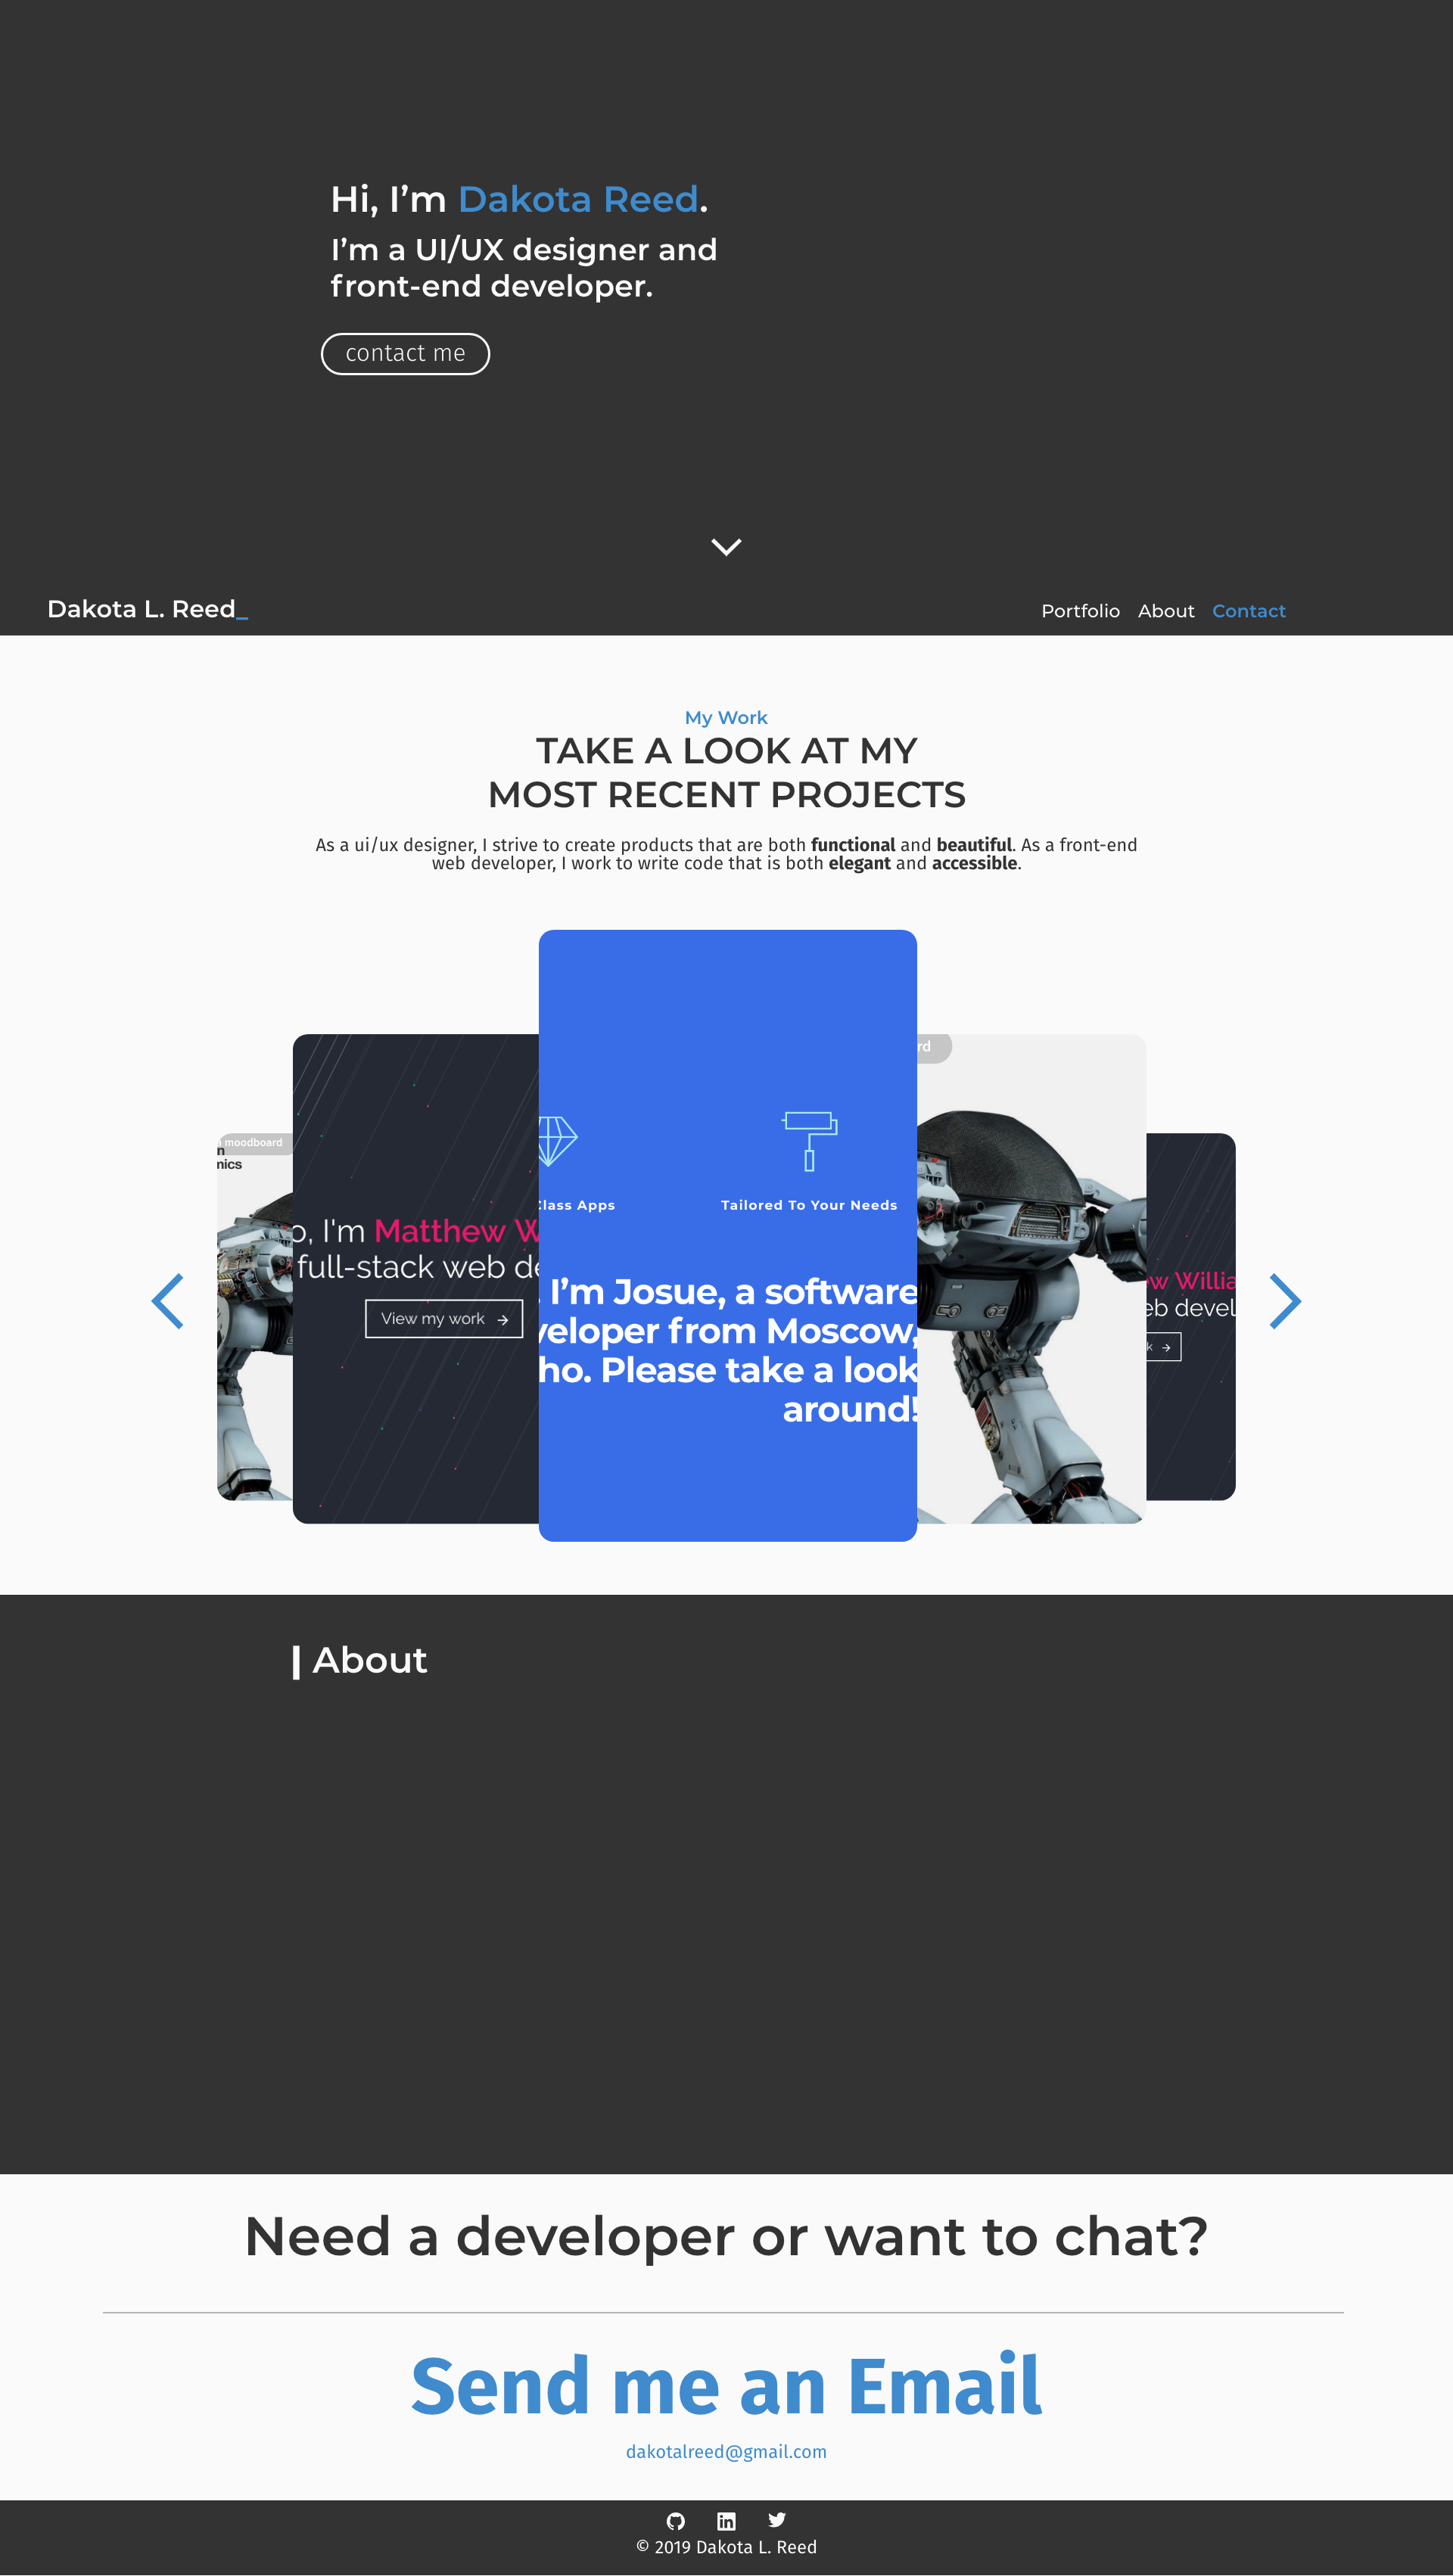 Hi, I’m Dakota Reed.
I’m a UI/UX designer and
front-end developer.
contact me
Dakota L. Reed_
Portfolio About Contact
My Work
TAKE A LOOK AT MY
MOST RECENT PROJECTS
As a ui/ux designer, I strive to create products that are both functional and beautiful. As a front-end
web developer, I work to write code that is both elegant and accessible.
moodboard
I'm Matthew W
full-stack web de
View my work
Class Apps
Tailored To Your Needs
I’m Josue, a software
veloper from Moscow,
ho. Please take a look
around!
rd
ew Willia
eb devel
k
About
Need a developer or want to chat?
Send me an Email
dakotalreed@gmail.com
© 2019 Dakota L. Reed